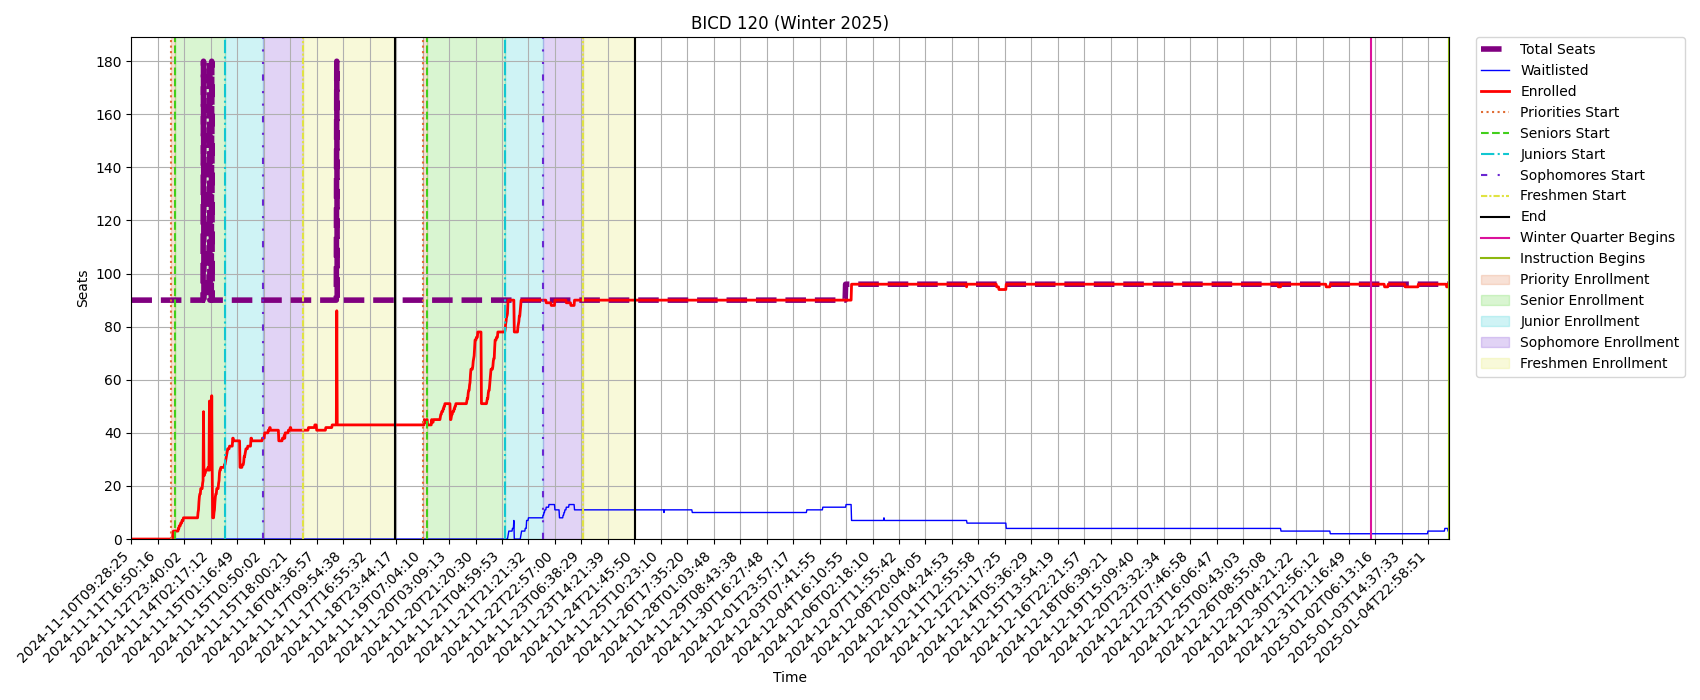 BICD 120 (Winter 2025)
Seats
180
160
140
120
100
80
60
40
20
0
2024-11-10T09:28:25
2024-11-11T16:50:16
2024-11-12T23:40:02
2024-11-14T02:17:12
2024-11-15T01:16:49
2024-11-15T10:50:02
2024-11-15T18:00:21
2024-11-16T04:36:57
2024-11-17T09:54:38
2024-11-17T16:55:32
2024-11-18T23:44:17
2024-11-19T07:04:10
2024-11-20T03:09:13
2024-11-20T21:20:30
2024-11-21T04:59:53
2024-11-22T14:21:32
2024-11-22T22:57:00
2024-11-23T06:38:29
2024-11-23T14:21:39
2024-11-24T21:45:50
2024-11-25T10:23:10
2024-11-26T17:35:20
2024-11-28T01:03:48
2024-11-29T08:43:38
2024-11-30T16:27:48
2024-12-01T23:57:17
2024-12-03T07:41:55
2024-12-04T16:10:55
2024-12-06T02:18:10
2024-12-07T11:55:42
2024-12-08T20:04:05
2024-12-10T04:24:53
2024-12-11T12:55:58
2024-12-12T21:17:25
2024-12-14T05:36:29
2024-12-15T13:54:19
2024-12-16T22:21:57
2024-12-18T06:39:21
2024-12-19T15:09:40
2024-12-20T23:32:34
2024-12-22T07:46:58
2024-12-23T16:06:47
2024-12-25T00:43:03
2024-12-26T08:55:08
2024-12-29T04:21:22
2024-12-30T12:56:12
2024-12-31T21:16:49
2025-01-02T06:13:16
2025-01-03T14:37:33
2025-01-04T22:58:51
Time
Total Seats
Waitlisted
Enrolled
Priorities Start
Seniors Start
Juniors Start
Sophomores Start
Freshmen Start
End
Winter Quarter Begins
Instruction Begins
Priority Enrollment
Senior Enrollment
Junior Enrollment
Sophomore Enrollment
Freshmen Enrollment